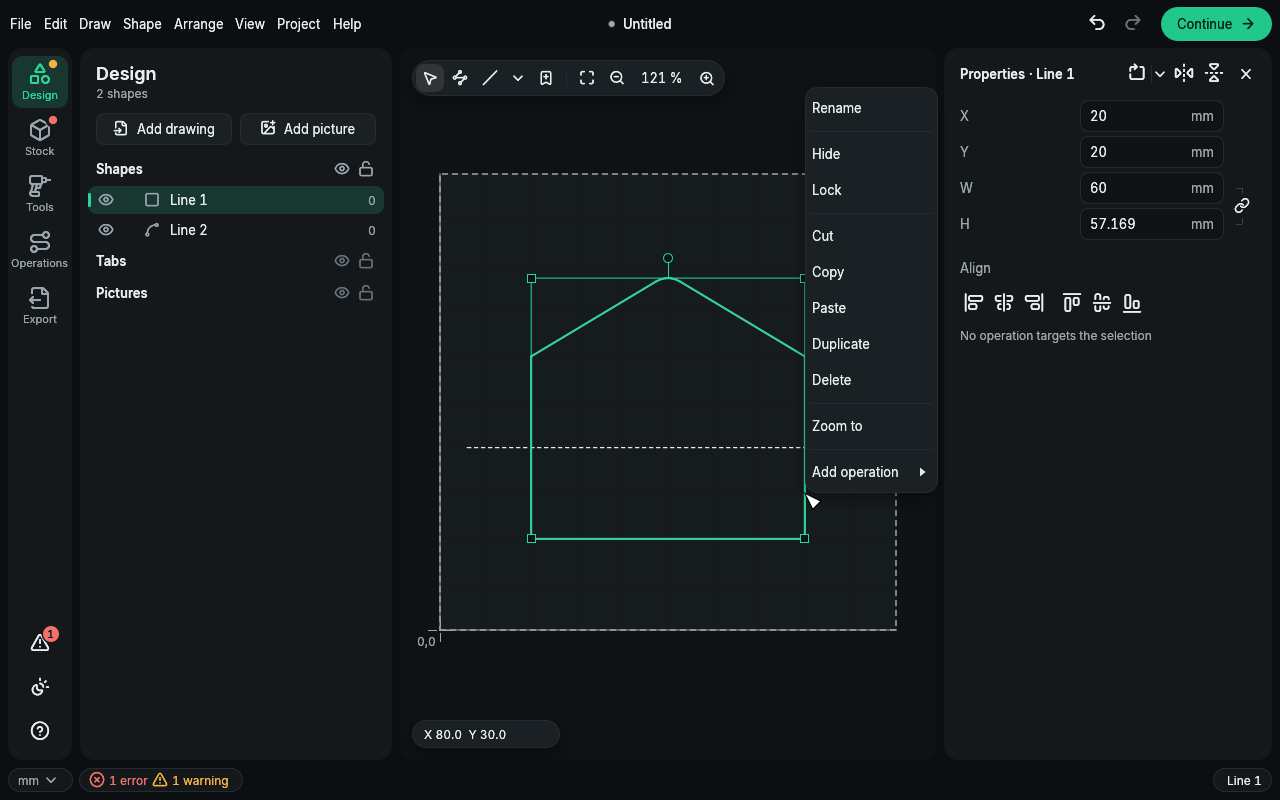 File Edit Draw Shape Arrange View Project Help
Untitled
Continue
Design
Stock
Tools
Operations
Export
1
Design
2 shapes
Add drawing
Add picture
Shapes
Line 1 0
Line 2 0
Tabs
Pictures
121 %
0,0
X 80.0 Y 30.0
Rename
Hide
Lock
Cut
Copy
Paste
Duplicate
Delete
Zoom to
Add operation
Properties · Line 1
X 20 mm
Y 20 mm
W 60 mm
H 57.169 mm
Align
No operation targets the selection
mm
1 error 1 warning
Line 1